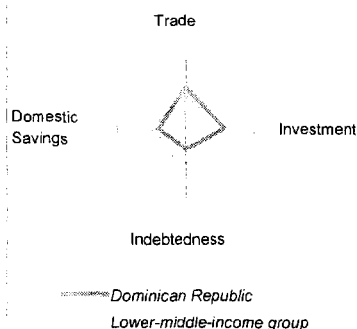 Trade
Domestic
Savings
Investment
Indebtedness
Dominican Republic
Lower-middle-income group